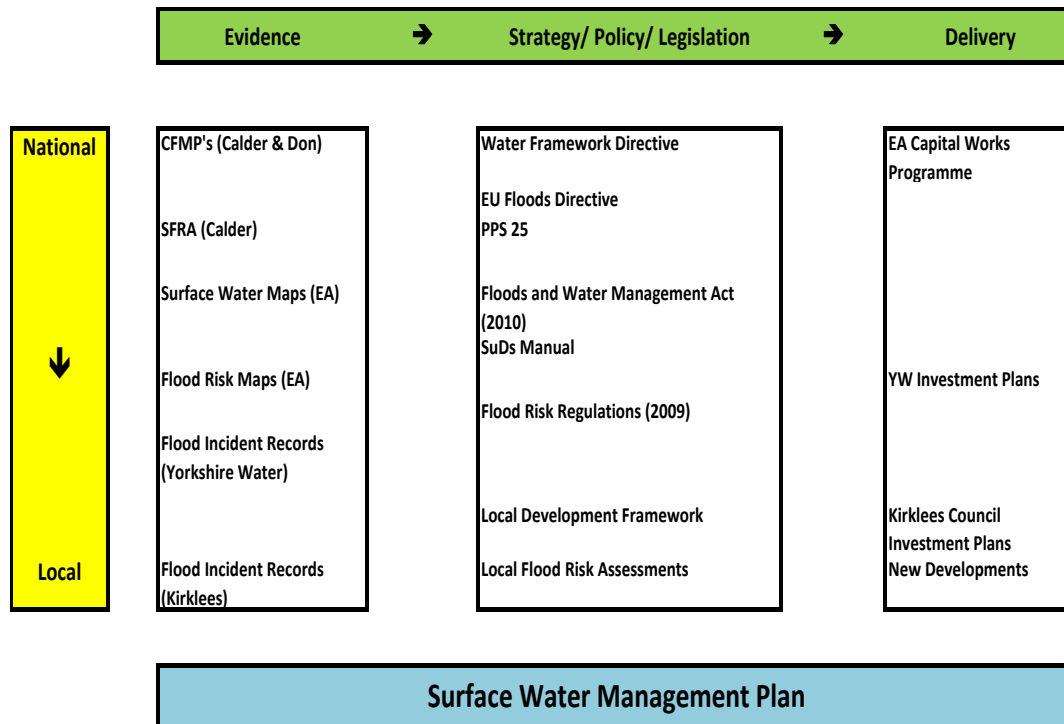 Evidence ➔ Strategy/ Policy/ Legislation ➔ Delivery
National
Local
CFMP's (Calder & Don)
SFRA (Calder)
Surface Water Maps (EA)
Flood Risk Maps (EA)
Flood Incident Records
(Yorkshire Water)
Flood Incident Records
(Kirklees)
Water Framework Directive
EU Floods Directive
PPS 25
Floods and Water Management Act
(2010)
SuDs Manual
Flood Risk Regulations (2009)
Local Development Framework
Local Flood Risk Assessments
EA Capital Works
Programme
YW Investment Plans
Kirklees Council
Investment Plans
New Developments
Surface Water Management Plan